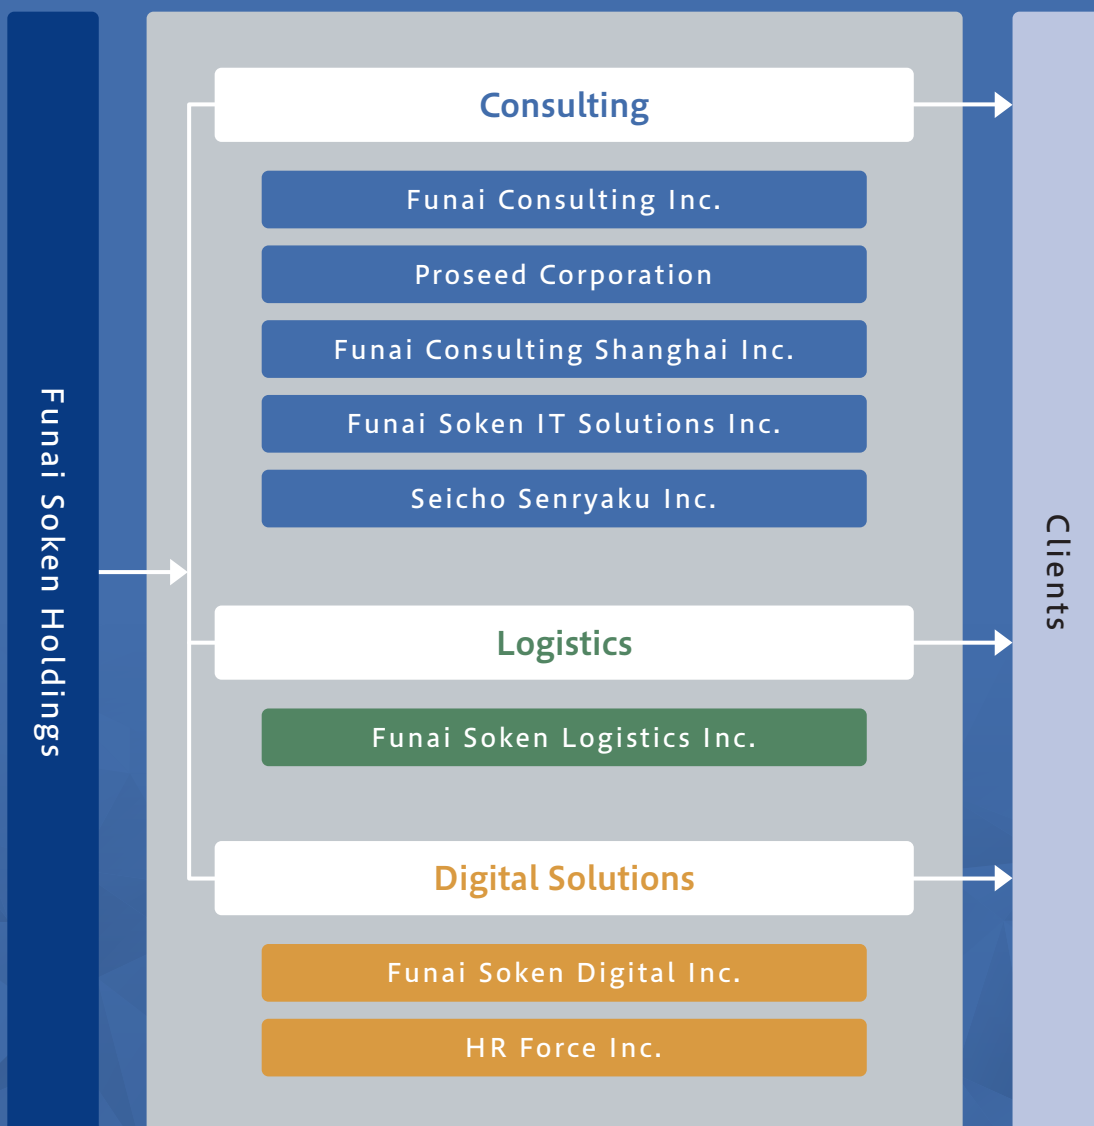 Funai Soken Holdings
Consulting
Funai Consulting Inc.
Proseed Corporation
Funai Consulting Shanghai Inc.
Funai Soken IT Solutions Inc.
Seicho Senryaku Inc.
Logistics
Funai Soken Logistics Inc.
Digital Solutions
Funai Soken Digital Inc.
HR Force Inc.
Clients